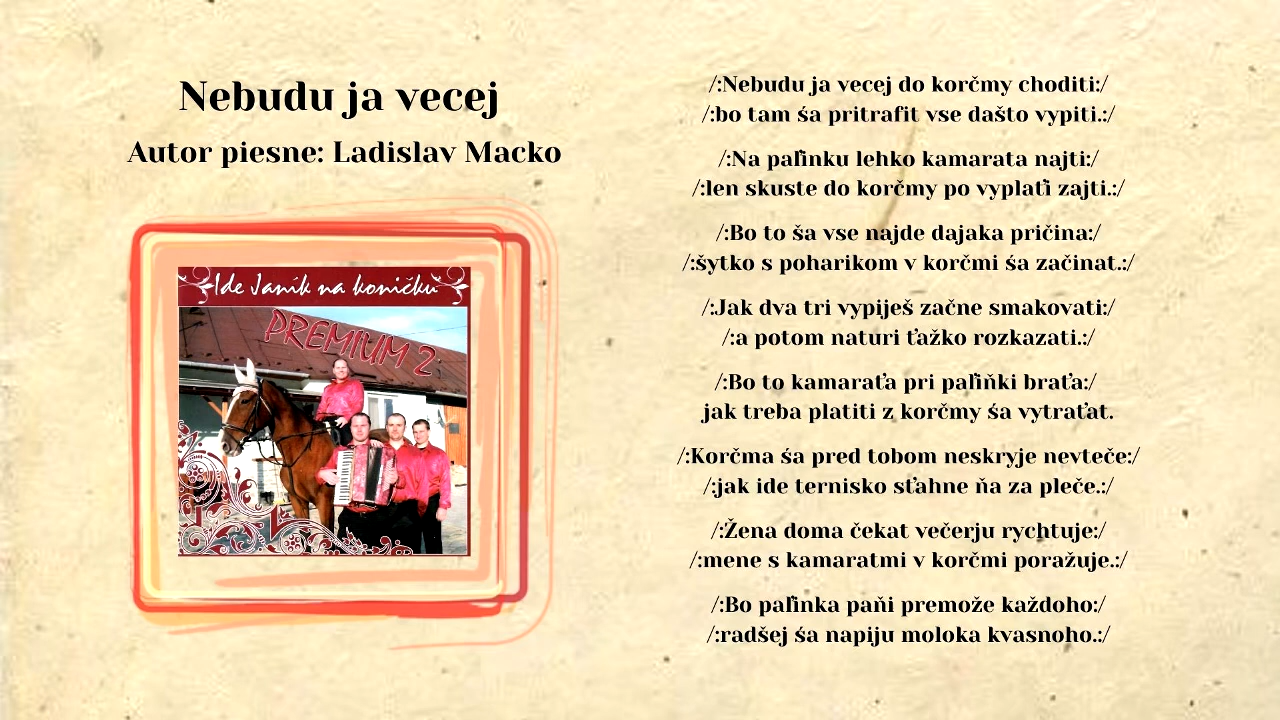 Nebudu ja vecej
Autor piesne: Ladislav Macko
Ide Janík na koníčku
PREMIUM 2
/:Nebudu ja vecej do korčmy choditi:/
/:bo tam śa pritrafit vse dašto vypiti.:/
/:Na paľinku lehko kamarata najti:/
/:len skuste do korčmy po vyplaťi zajti.:/
/:Bo to ša vse najde dajaka pričina:/
/:šytko s poharikom v korčmi śa začinat.:/
/:Jak dva tri vypiješ začne smakovati:/
/:a potom naturi ťažko rozkazati.:/
/:Bo to kamaraťa pri paľiňki braťa:/
jak treba platiti z korčmy śa vytraťat.
/:Korčma śa pred tobom neskryje nevteče:/
/:jak ide ternisko sťahne ňa za pleče.:/
/:Žena doma čekat večerju rychtuje:/
/:mene s kamaratmi v korčmi poražuje.:/
/:Bo paľinka paňi premože každoho:/
/:radšej śa napiju moloka kvasnoho.:/